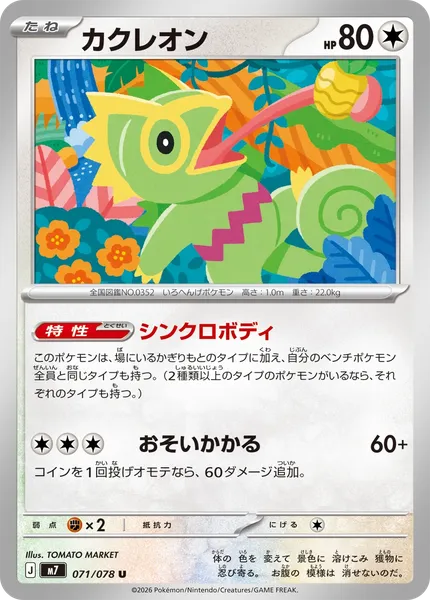 たね
カクレオン
HP80
全国図鑑NO.0352 いろへんげポケモン 高さ:1.0m 重さ:22.0kg
特性 シンクロボディ
このポケモンは、場にいるかぎりもとのタイプに加え、自分のベンチポケモン
全員と同じタイプも持つ。(2種類以上のタイプのポケモンがいるなら、それ
ぞれのタイプも持つ。)
おそいかかる 60+
コインを1回投げオモテなら、60ダメージ追加。
弱点 ×2 抵抗力 にげる
Illus. TOMATO MARKET
J m7 071/078 U
体の 色を 変えて 景色に 溶けこみ 獲物に
忍び寄る。 お腹の 模様は 消せないのだ。
©2026 Pokémon/Nintendo/Creatures/GAME FREAK.